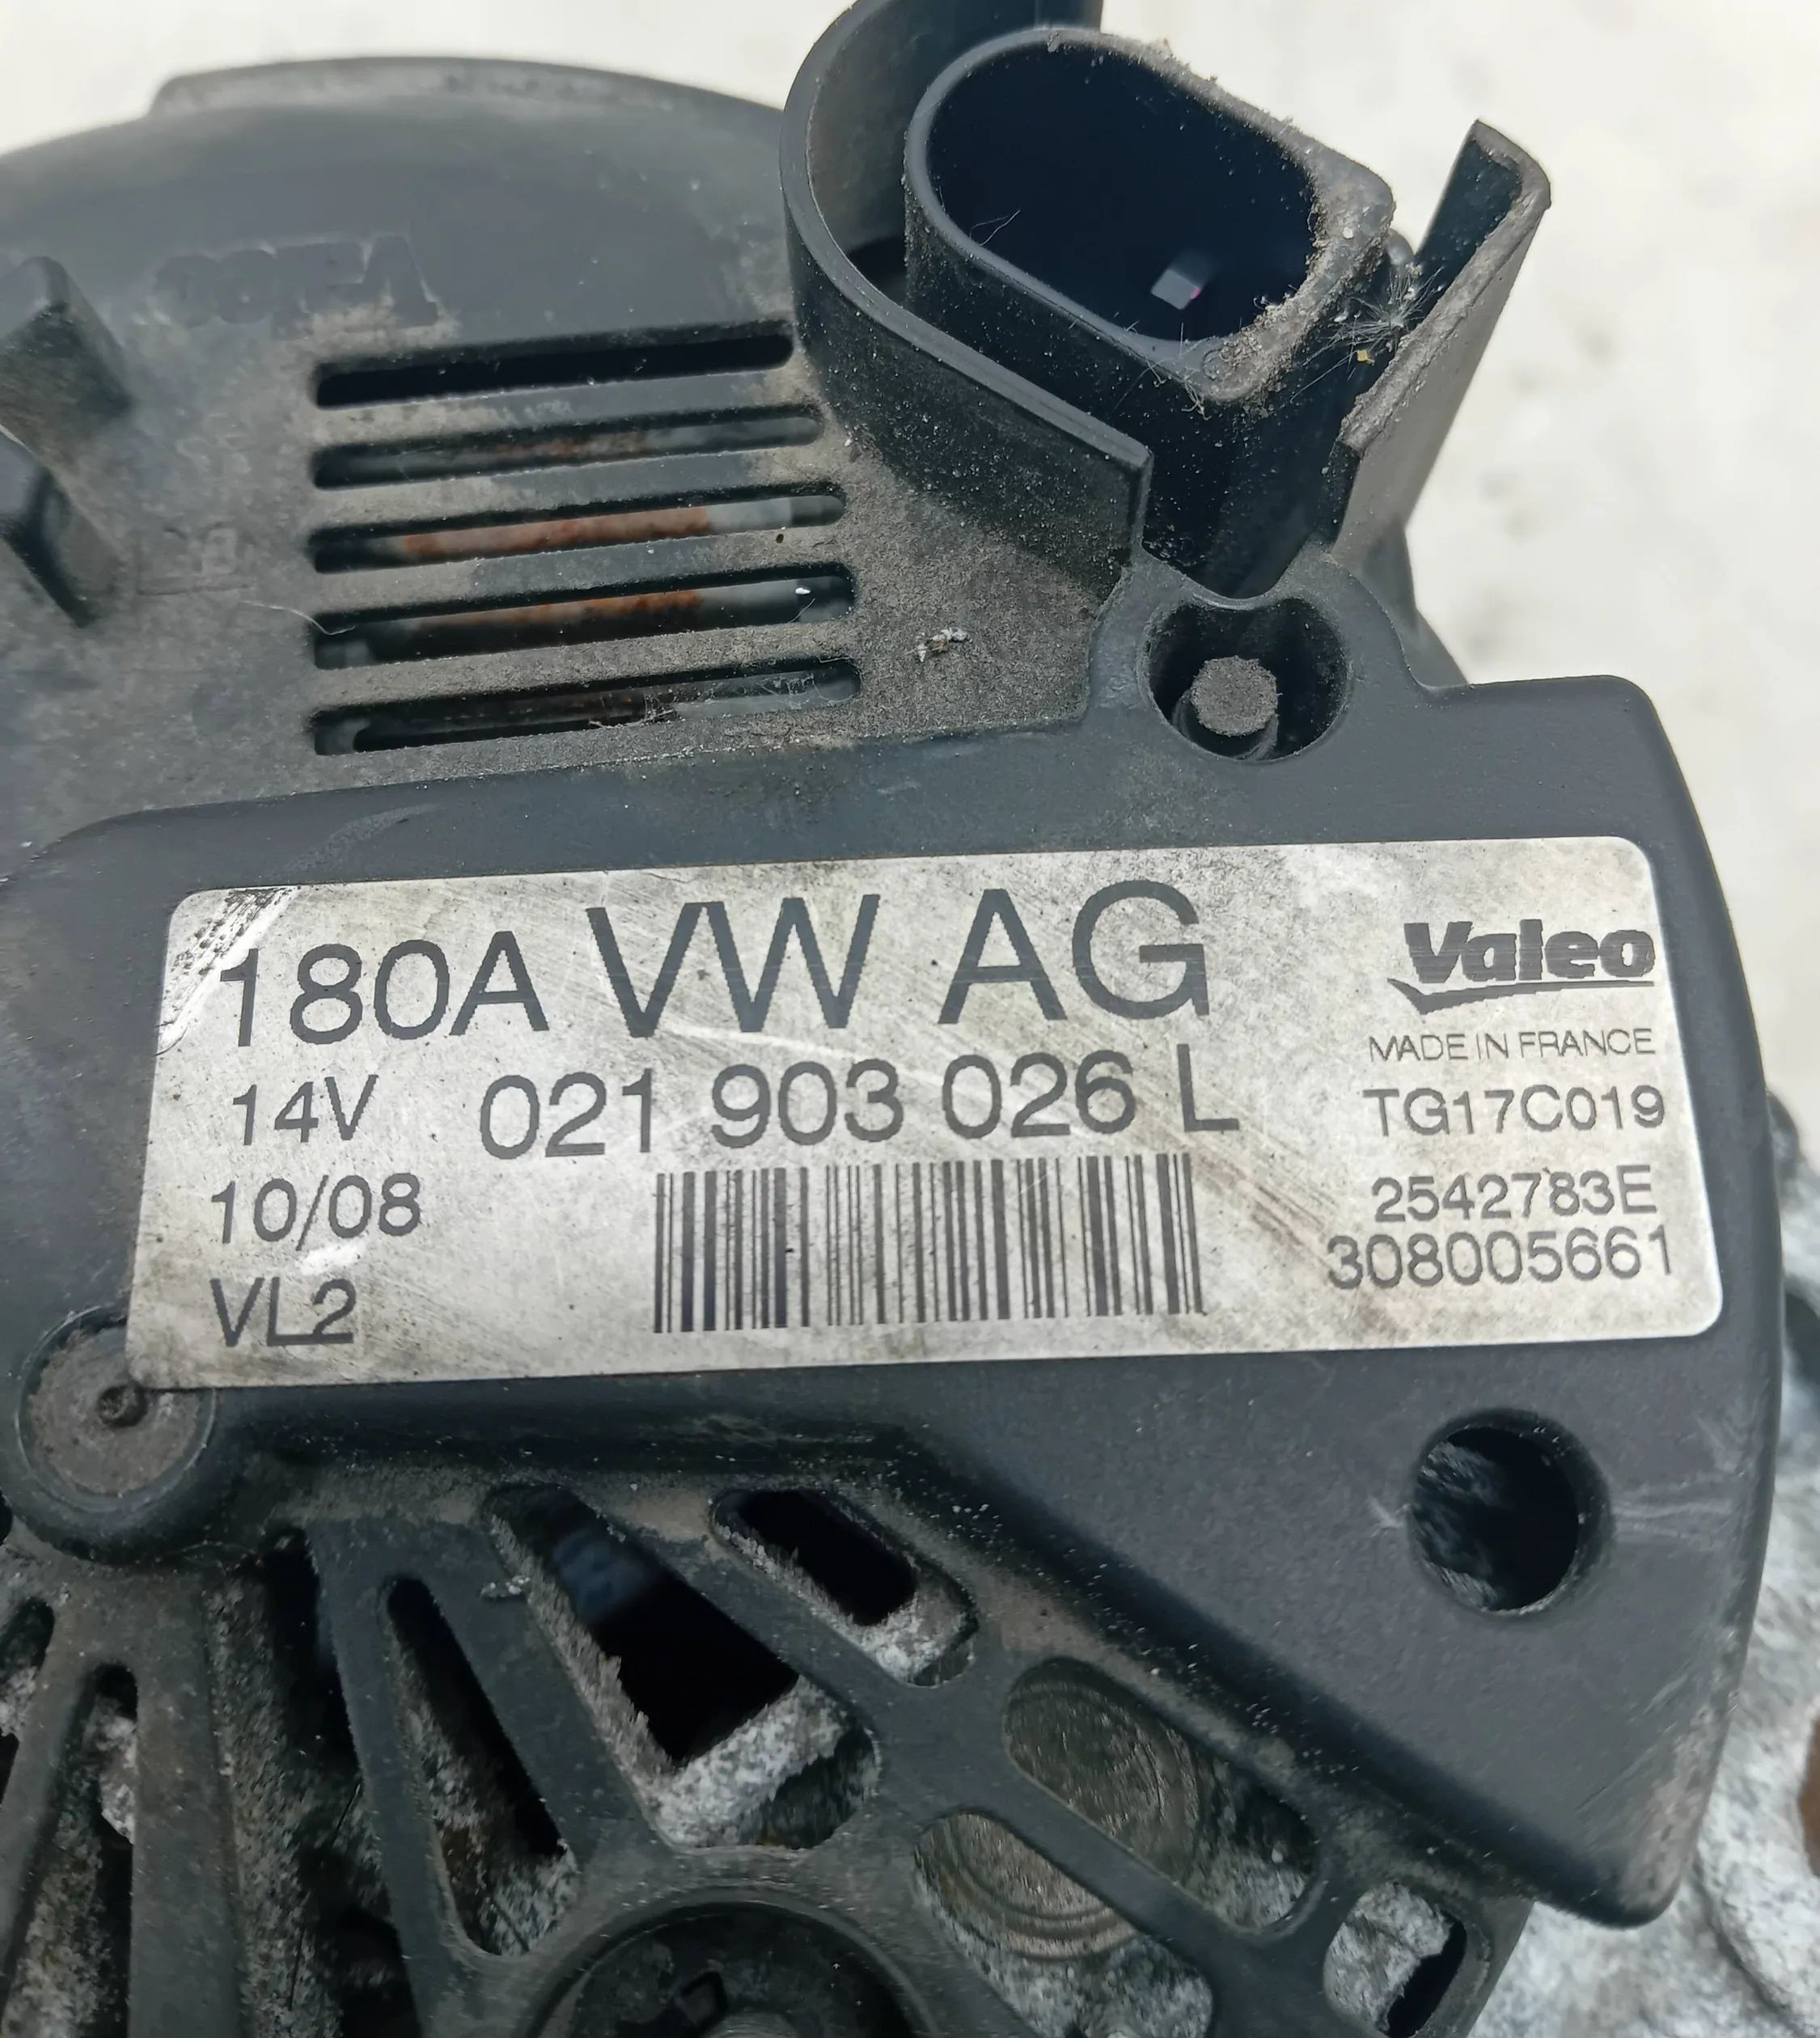 180A VW AG
14V 021 903 026 L
10/08
VL2
Valeo
MADE IN FRANCE
TG17C019
2542783E
308005661